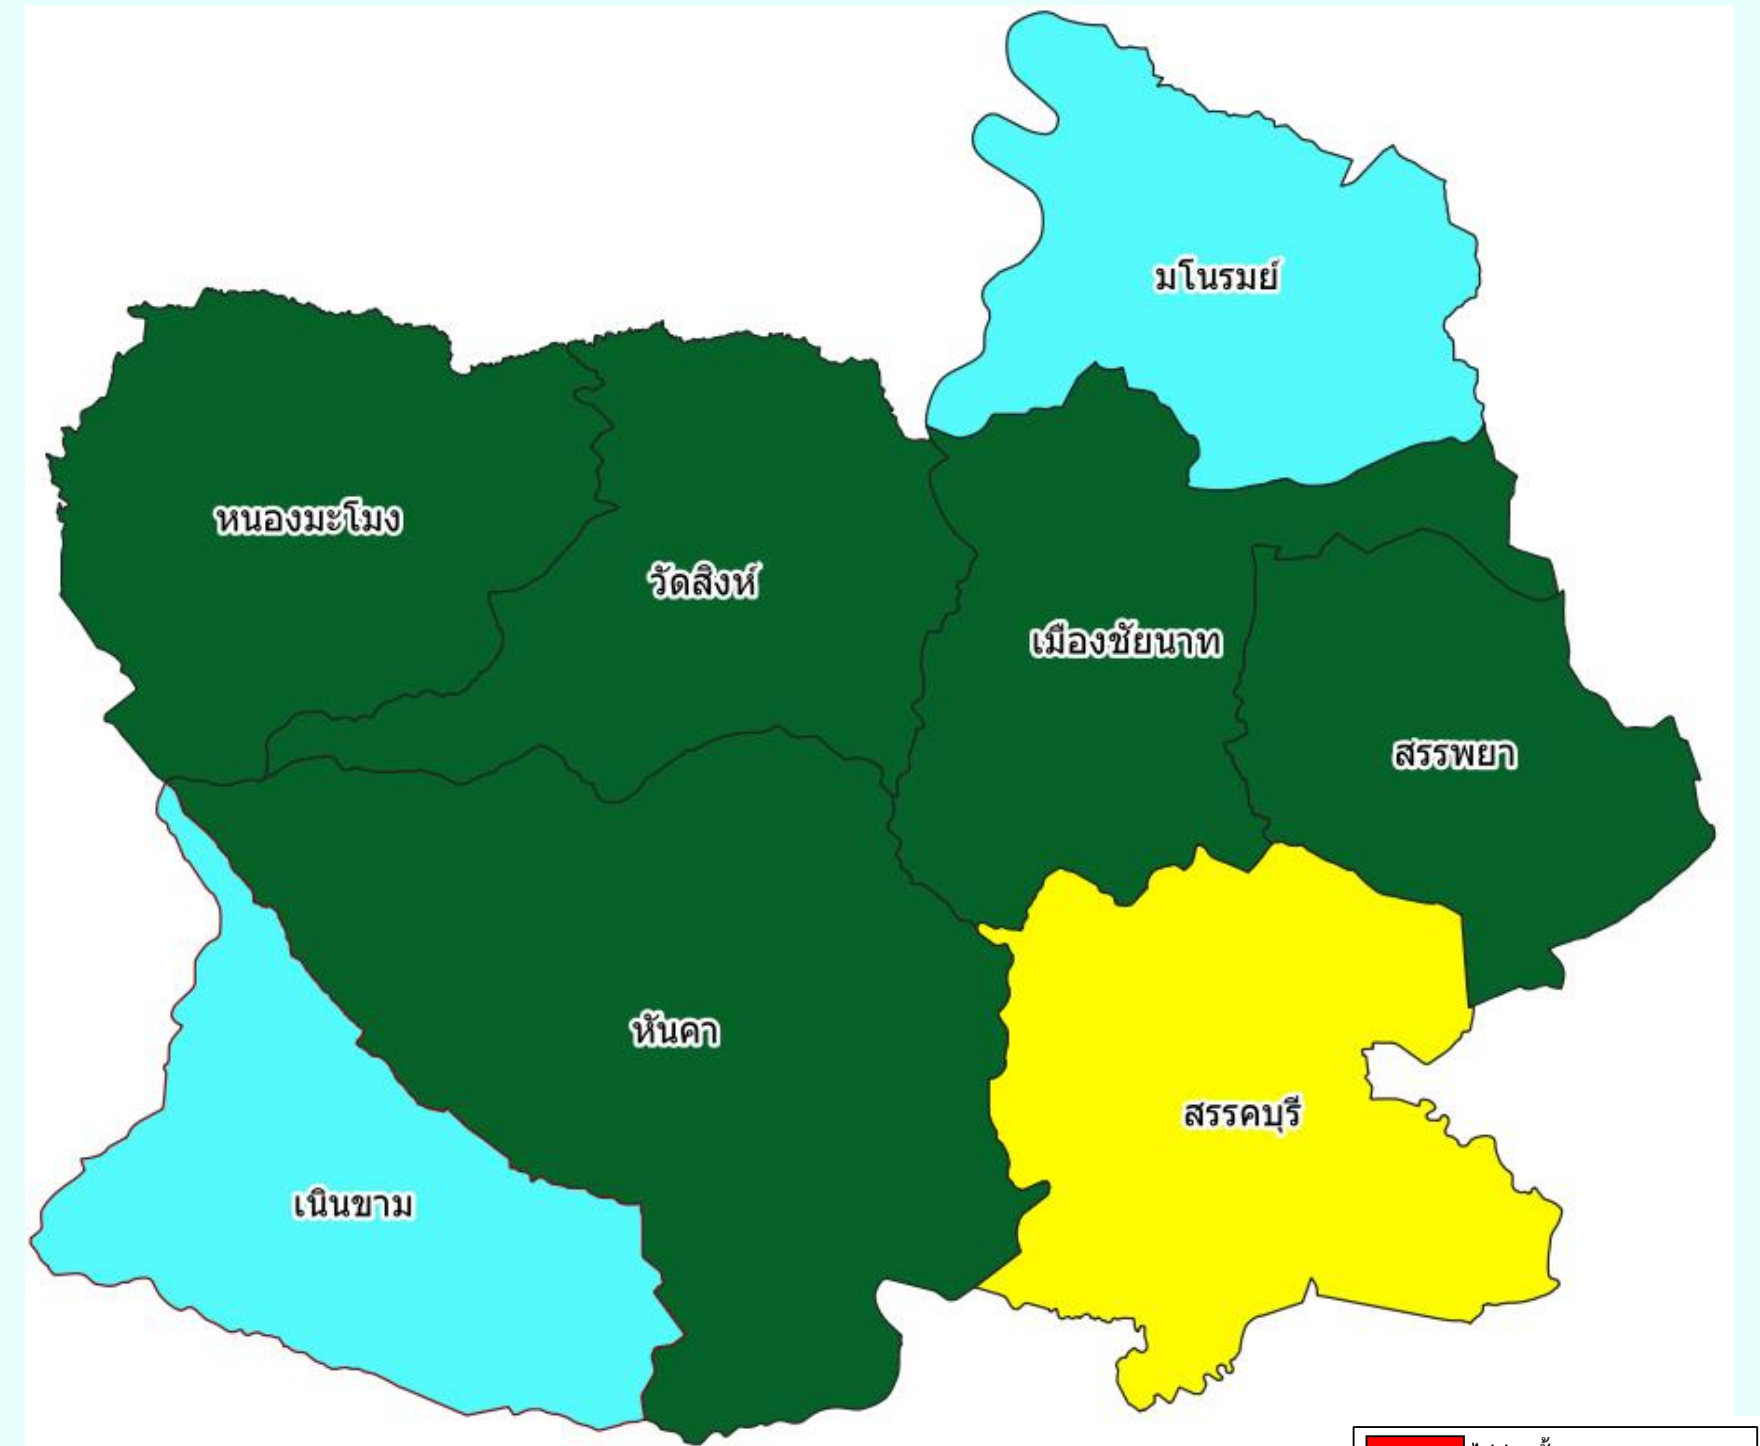 มโนรมย์
หนองมะโมง
วัดสิงห์
เมืองชัยนาท
สรรพยา
หันคา
สรรคบุรี
เนินขาม